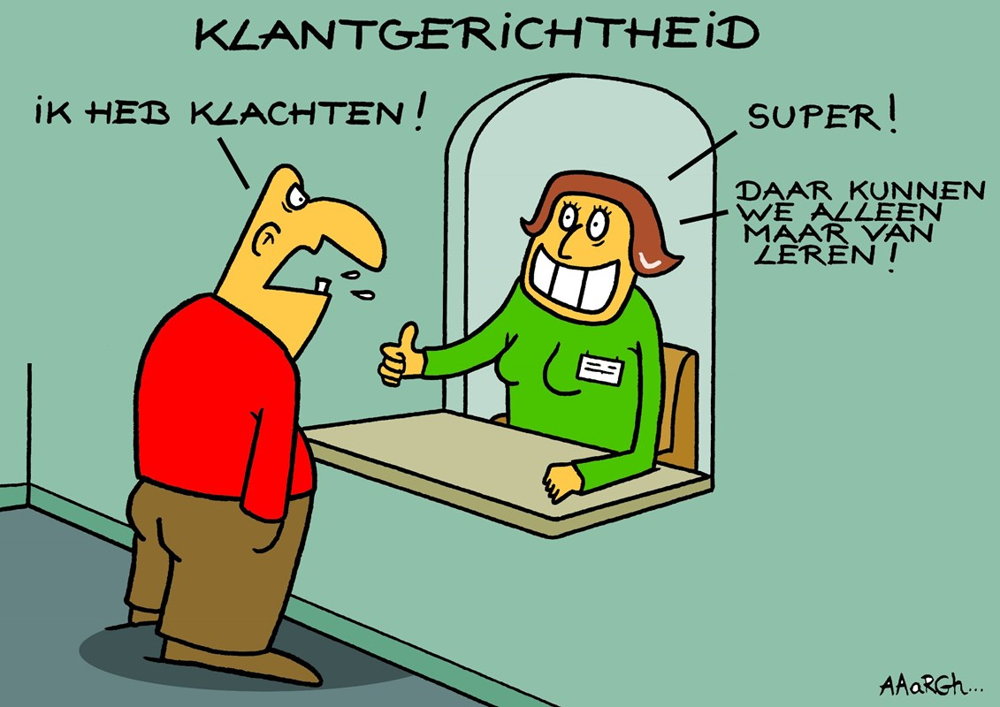 KLANTGERICHTHEID
IK HEB KLACHTEN!
SUPER!
DAAR KUNNEN
WE ALLEEN
MAAR VAN
LEREN!
AAaRGh...